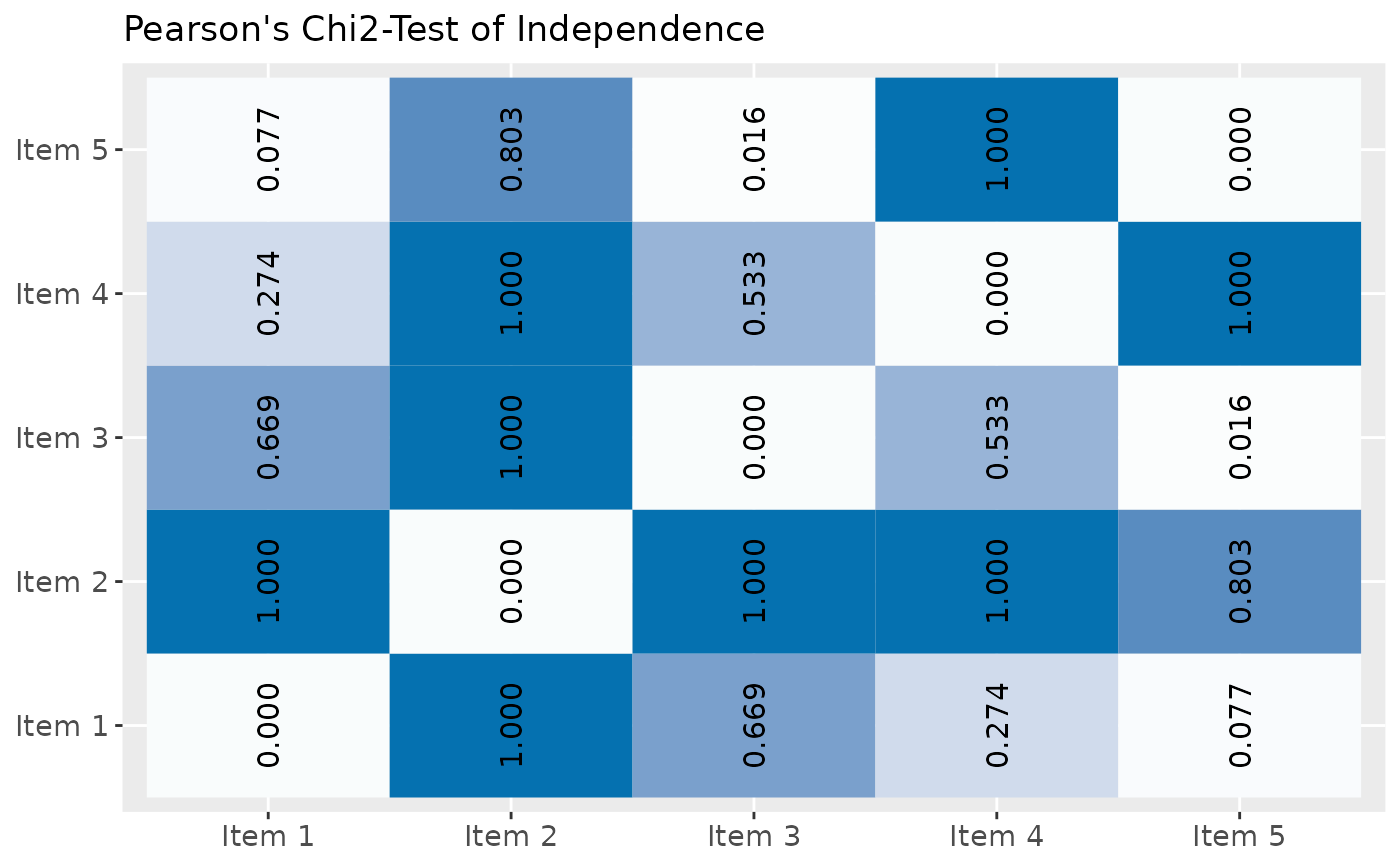 Pearson's Chi2-Test of Independence
Item 5 0.077 0.803 0.016 1.000 0.000
Item 4 0.274 1.000 0.533 0.000 1.000
Item 3 0.669 1.000 0.000 0.533 0.016
Item 2 1.000 0.000 1.000 1.000 0.803
Item 1 0.000 1.000 0.669 0.274 0.077
Item 1 Item 2 Item 3 Item 4 Item 5